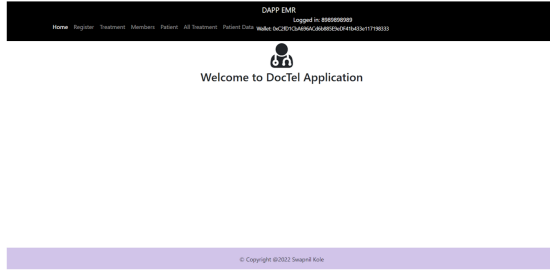 DAPP EMR
Logged in: 8989898989
Home Register Treatment Members Patient All Treatment Patient Data Wallet: 0xC2fD1CbA696ACd6b885E9eDf41b433e117198333
Welcome to DocTel Application
© Copyright @2022 Swapnil Kole